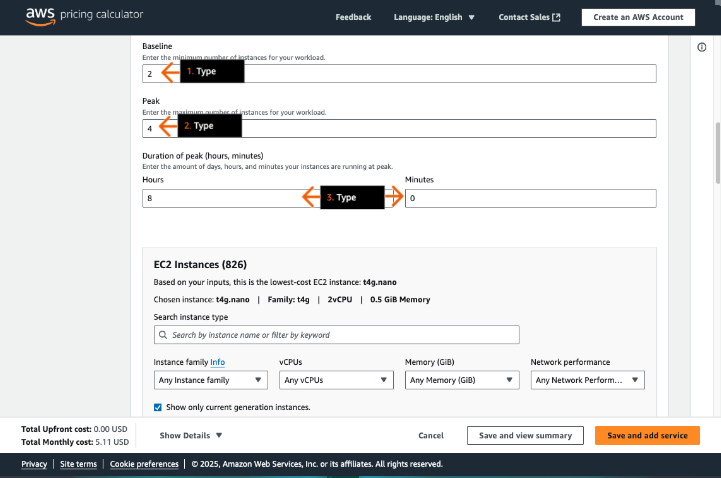 aws pricing calculator
Feedback Language: English Contact Sales Create an AWS Account
Baseline
Enter the minimum number of instances for your workload.
2
1. Type
Peak
Enter the maximum number of instances for your workload.
4
2. Type
Duration of peak (hours, minutes)
Enter the amount of days, hours, and minutes your instances are running at peak.
Hours Minutes
8 3. Type 0
EC2 Instances (826)
Based on your inputs, this is the lowest-cost EC2 instance: t4g.nano
Chosen instance: t4g.nano | Family: t4g | 2vCPU | 0.5 GiB Memory
Search instance type
Search by instance name or filter by keyword
Instance family Info vCPUs Memory (GiB) Network performance
Any Instance family Any vCPUs Any Memory (GiB) Any Network Perform...
Show only current generation instances.
Total Upfront cost: 0.00 USD
Total Monthly cost: 5.11 USD
Show Details Cancel Save and view summary Save and add service
Privacy | Site terms | Cookie preferences | © 2025, Amazon Web Services, Inc. or its affiliates. All rights reserved.